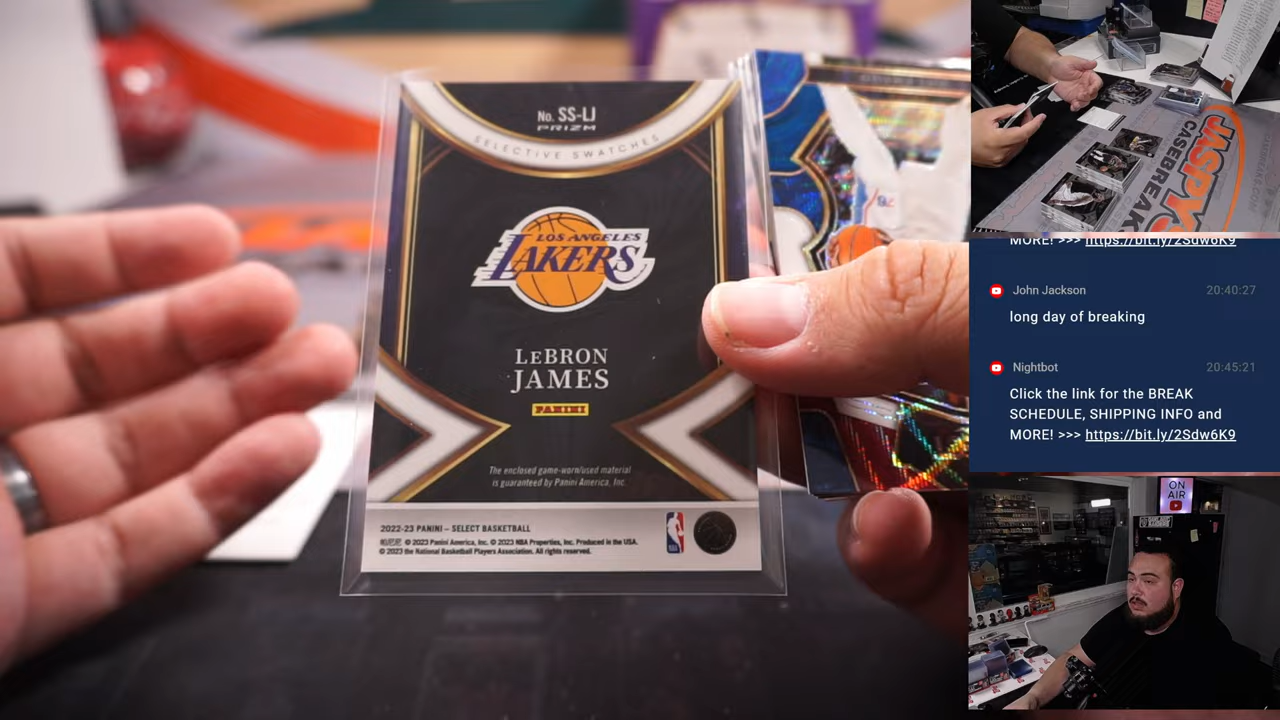 No. SS-LJ
PRIZM
SELECTIVE SWATCHES
LOS ANGELES
LAKERS
LEBRON
JAMES
PANINI
The enclosed game-worn/used material
is guaranteed by Panini America, Inc.
2022-23 PANINI – SELECT BASKETBALL
© 2023 Panini America, Inc. © 2023 NBA Properties, Inc. Produced in the USA.
© 2023 the National Basketball Players Association. All rights reserved.
JASPY'S
CASEBREAK
MORE! >>> https://bit.ly/2Sdw6K9
John Jackson 20:40:27
long day of breaking
Nightbot 20:45:21
Click the link for the BREAK
SCHEDULE, SHIPPING INFO and
MORE! >>> https://bit.ly/2Sdw6K9
ON
AIR